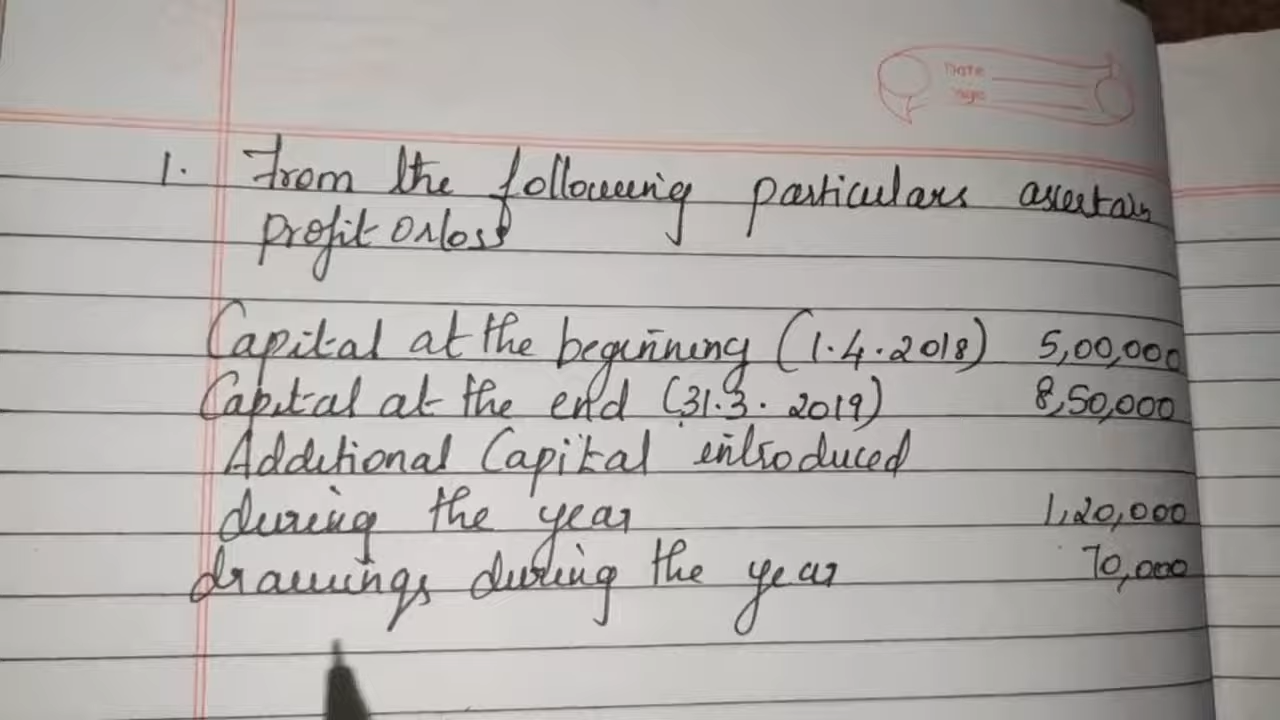 Date
Page
1. From the following particulars ascertain
profit or loss
Capital at the beginning (1.4.2018) 5,00,000
Capital at the end (31.3.2019) 8,50,000
Additional Capital introduced
during the year 1,20,000
drawings during the year 70,000